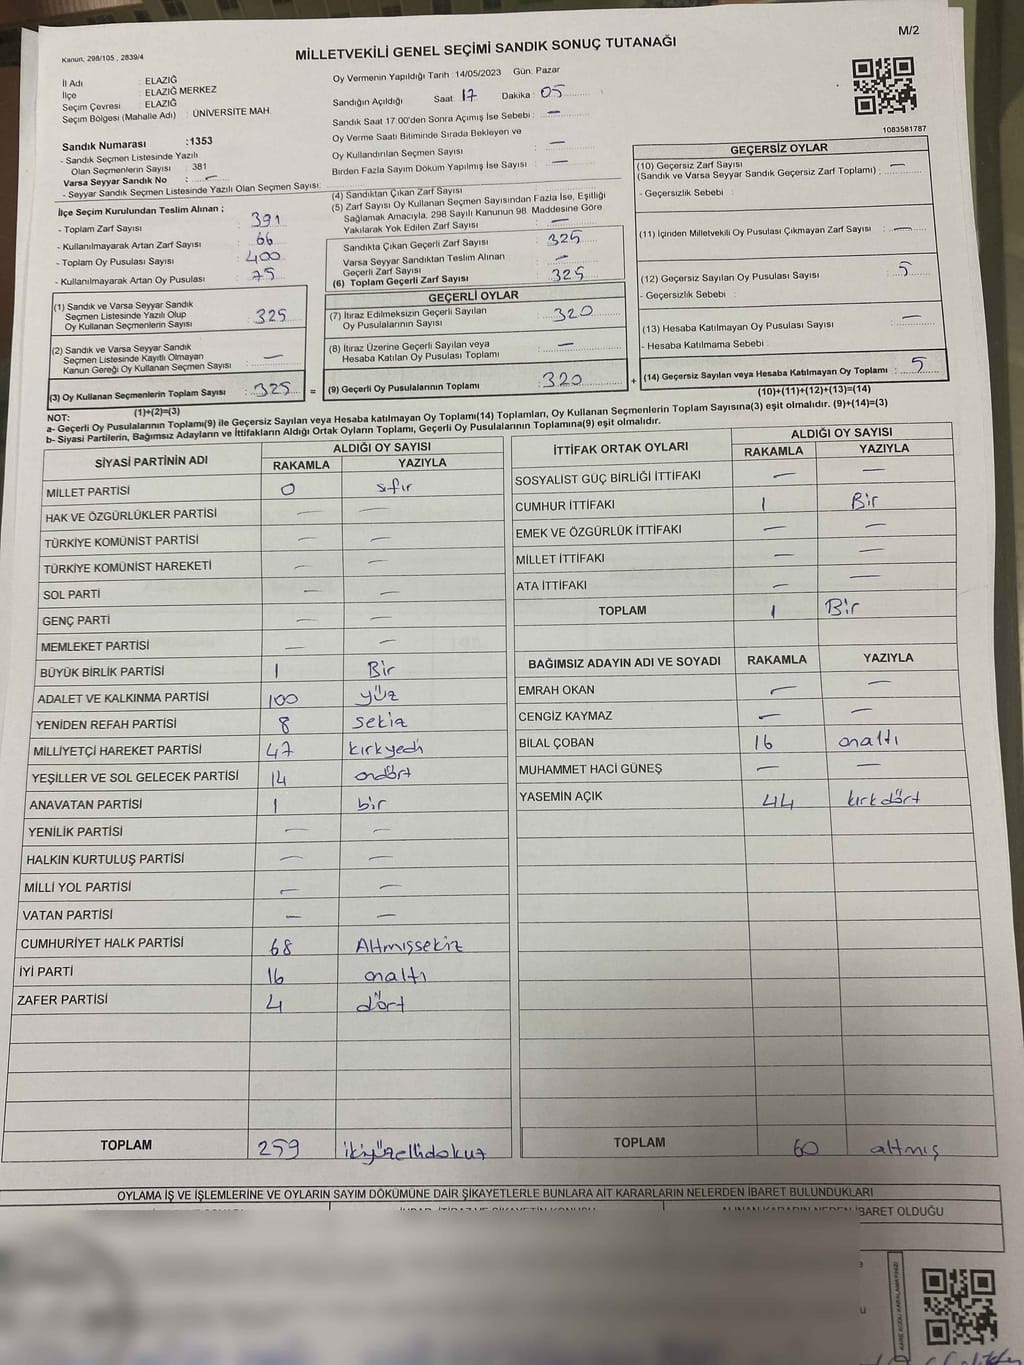 M/2
Kanun, 298/105 , 2839/4
MİLLETVEKİLİ GENEL SEÇİMİ SANDIK SONUÇ TUTANAĞI
İl Adı : ELAZIĞ
İlçe : ELAZIĞ MERKEZ
Seçim Çevresi : ELAZIĞ
Seçim Bölgesi (Mahalle Adı) : ÜNİVERSİTE MAH.
Sandık Numarası :1353
- Sandık Seçmen Listesinde Yazılı
Olan Seçmenlerin Sayısı : 381
Varsa Seyyar Sandık No : —
- Seyyar Sandık Seçmen Listesinde Yazılı Olan Seçmen Sayısı:
Oy Vermenin Yapıldığı Tarih :14/05/2023 Gün: Pazar
Sandığın Açıldığı Saat 17 Dakika : 05
Sandık Saat 17:00'den Sonra Açımış İse Sebebi : —
Oy Verme Saati Bitiminde Sırada Bekleyen ve
Oy Kullandırılan Seçmen Sayısı : —
Birden Fazla Sayım Döküm Yapılmış İse Sayısı : —
1083581787
İlçe Seçim Kurulundan Teslim Alınan ;
- Toplam Zarf Sayısı : 391
- Kullanılmayarak Artan Zarf Sayısı : 66
- Toplam Oy Pusulası Sayısı : 400
- Kullanılmayarak Artan Oy Pusulası : 75
(1) Sandık ve Varsa Seyyar Sandık
Seçmen Listesinde Yazılı Olup
Oy Kullanan Seçmenlerin Sayısı : 325
(2) Sandık ve Varsa Seyyar Sandık
Seçmen Listesinde Kayıtlı Olmayan
Kanun Gereği Oy Kullanan Seçmen Sayısı : —
(3) Oy Kullanan Seçmenlerin Toplam Sayısı : 325 =
(1)+(2)=(3)
(4) Sandıktan Çıkan Zarf Sayısı
(5) Zarf Sayısı Oy Kullanan Seçmen Sayısından Fazla İse, Eşitliği
Sağlamak Amacıyla, 298 Sayılı Kanunun 98. Maddesine Göre
Yakılarak Yok Edilen Zarf Sayısı : —
Sandıkta Çıkan Geçerli Zarf Sayısı : 325
Varsa Seyyar Sandıktan Teslim Alınan
Geçerli Zarf Sayısı : —
(6) Toplam Geçerli Zarf Sayısı : 325
GEÇERLİ OYLAR
(7) İtiraz Edilmeksizin Geçerli Sayılan
Oy Pusulalarının Sayısı : 320
(8) İtiraz Üzerine Geçerli Sayılan veya
Hesaba Katılan Oy Pusulası Toplamı : —
(9) Geçerli Oy Pusulalarının Toplamı : 320 +
GEÇERSİZ OYLAR
(10) Geçersiz Zarf Sayısı : —
(Sandık ve Varsa Seyyar Sandık Geçersiz Zarf Toplamı) :
- Geçersizlik Sebebi :
(11) İçinden Milletvekili Oy Pusulası Çıkmayan Zarf Sayısı : —
(12) Geçersiz Sayılan Oy Pusulası Sayısı : 5
- Geçersizlik Sebebi :
(13) Hesaba Katılmayan Oy Pusulası Sayısı : —
- Hesaba Katılmama Sebebi :
(14) Geçersiz Sayılan veya Hesaba Katılmayan Oy Toplamı : 5
(10)+(11)+(12)+(13)=(14)
NOT:
a- Geçerli Oy Pusulalarının Toplamı(9) ile Geçersiz Sayılan veya Hesaba katılmayan Oy Toplamı(14) Toplamları, Oy Kullanan Seçmenlerin Toplam Sayısına(3) eşit olmalıdır. (9)+(14)=(3)
b- Siyasi Partilerin, Bağımsız Adayların ve İttifakların Aldığı Ortak Oyların Toplamı, Geçerli Oy Pusulalarının Toplamına(9) eşit olmalıdır.
SİYASİ PARTİNİN ADI ALDIĞI OY SAYISI
RAKAMLA YAZIYLA
MİLLET PARTİSİ 0 sıfır
HAK VE ÖZGÜRLÜKLER PARTİSİ — —
TÜRKİYE KOMÜNİST PARTİSİ — —
TÜRKİYE KOMÜNİST HAREKETİ — —
SOL PARTİ — —
GENÇ PARTİ — —
MEMLEKET PARTİSİ — —
BÜYÜK BİRLİK PARTİSİ 1 Bir
ADALET VE KALKINMA PARTİSİ 100 yüz
YENİDEN REFAH PARTİSİ 8 sekiz
MİLLİYETÇİ HAREKET PARTİSİ 47 kırkyedi
YEŞİLLER VE SOL GELECEK PARTİSİ 14 ondört
ANAVATAN PARTİSİ 1 bir
YENİLİK PARTİSİ — —
HALKIN KURTULUŞ PARTİSİ — —
MİLLİ YOL PARTİSİ — —
VATAN PARTİSİ — —
CUMHURİYET HALK PARTİSİ 68 Altmışsekiz
İYİ PARTİ 16 onaltı
ZAFER PARTİSİ 4 dört
TOPLAM 259 ikiyüzellidokuz
İTTİFAK ORTAK OYLARI ALDIĞI OY SAYISI
RAKAMLA YAZIYLA
SOSYALİST GÜÇ BİRLİĞİ İTTİFAKI — —
CUMHUR İTTİFAKI 1 Bir
EMEK VE ÖZGÜRLÜK İTTİFAKI — —
MİLLET İTTİFAKI — —
ATA İTTİFAKI — —
TOPLAM 1 Bir
BAĞIMSIZ ADAYIN ADI VE SOYADI RAKAMLA YAZIYLA
EMRAH OKAN — —
CENGİZ KAYMAZ — —
BİLAL ÇOBAN 16 onaltı
MUHAMMET HACİ GÜNEŞ — —
YASEMİN AÇIK 44 kırkdört
TOPLAM 60 altmış
OYLAMA İŞ VE İŞLEMLERİNE VE OYLARIN SAYIM DÖKÜMÜNE DAİR ŞİKAYETLERLE BUNLARA AİT KARARLARIN NELERDEN İBARET BULUNDUKLARI
İBARET OLDUĞU